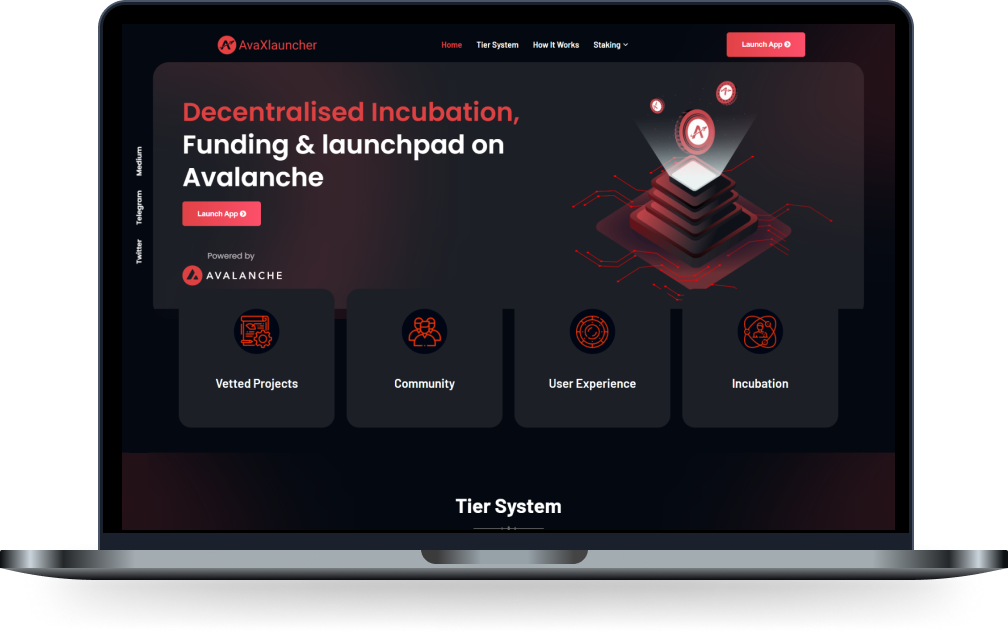 AvaXlauncher
Home
Tier System
How It Works
Staking
Launch App
Decentralised Incubation,
Funding & launchpad on
Avalanche
Launch App
Powered by
AVALANCHE
Medium
Telegram
Twitter
Vetted Projects
Community
User Experience
Incubation
Tier System